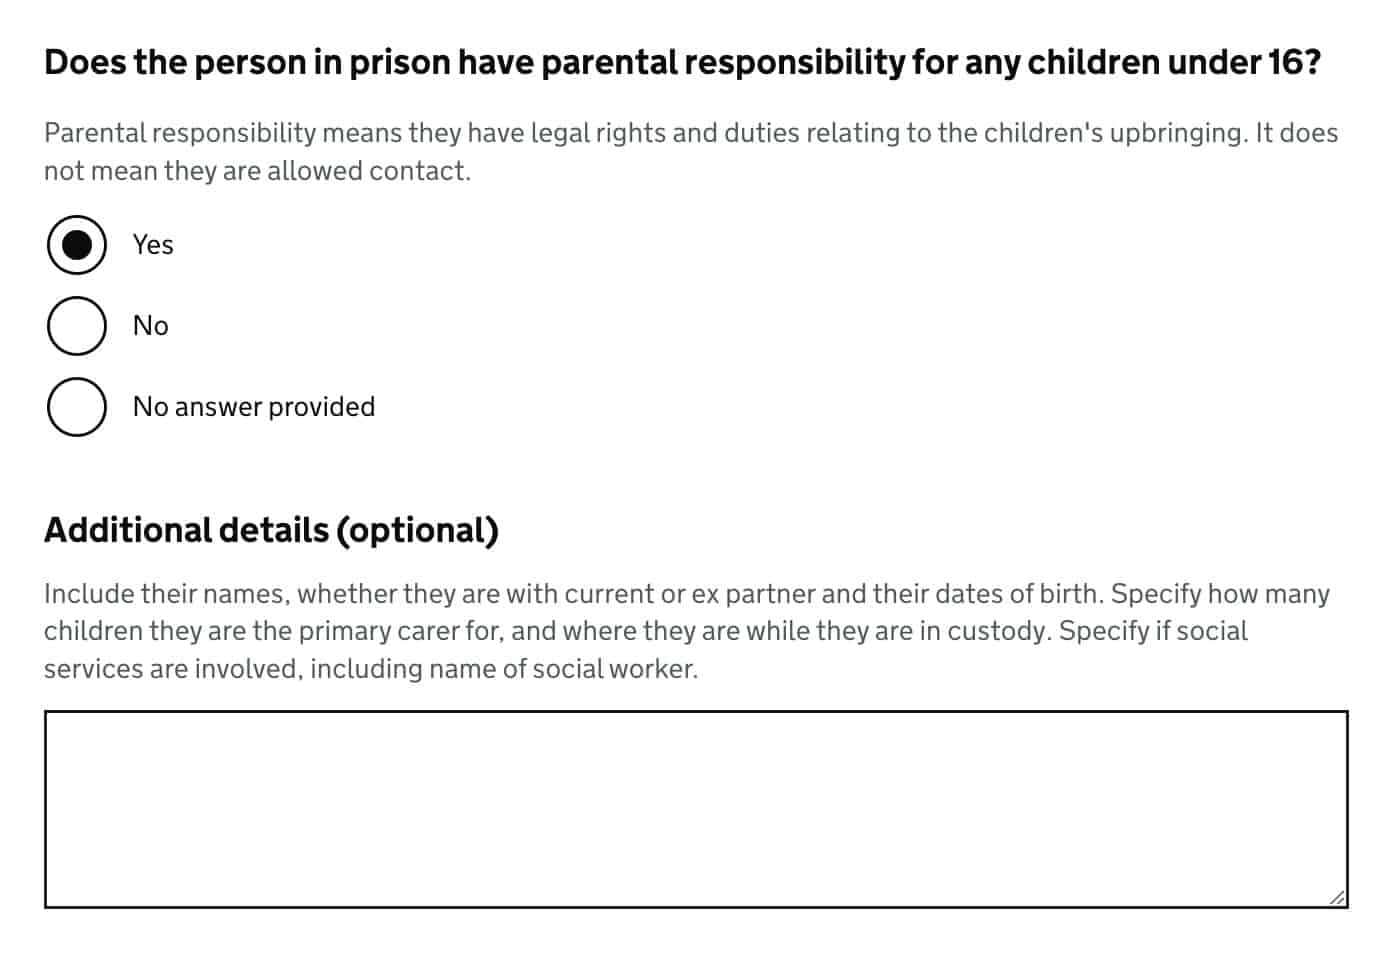 Does the person in prison have parental responsibility for any children under 16?
Parental responsibility means they have legal rights and duties relating to the children's upbringing. It does
not mean they are allowed contact.
Yes
No
No answer provided
Additional details (optional)
Include their names, whether they are with current or ex partner and their dates of birth. Specify how many
children they are the primary carer for, and where they are while they are in custody. Specify if social
services are involved, including name of social worker.